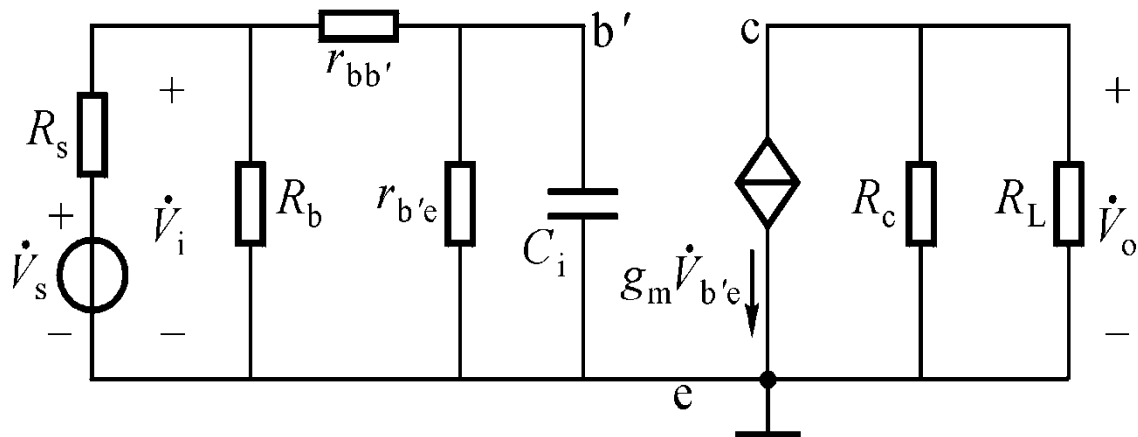 b′
c
r_bb′
+
+
R_s
+
R_b
r_b′e
R_c
R_L
V̇_i
V̇_o
V̇_s
C_i
g_m V̇_b′e
−
−
−
e